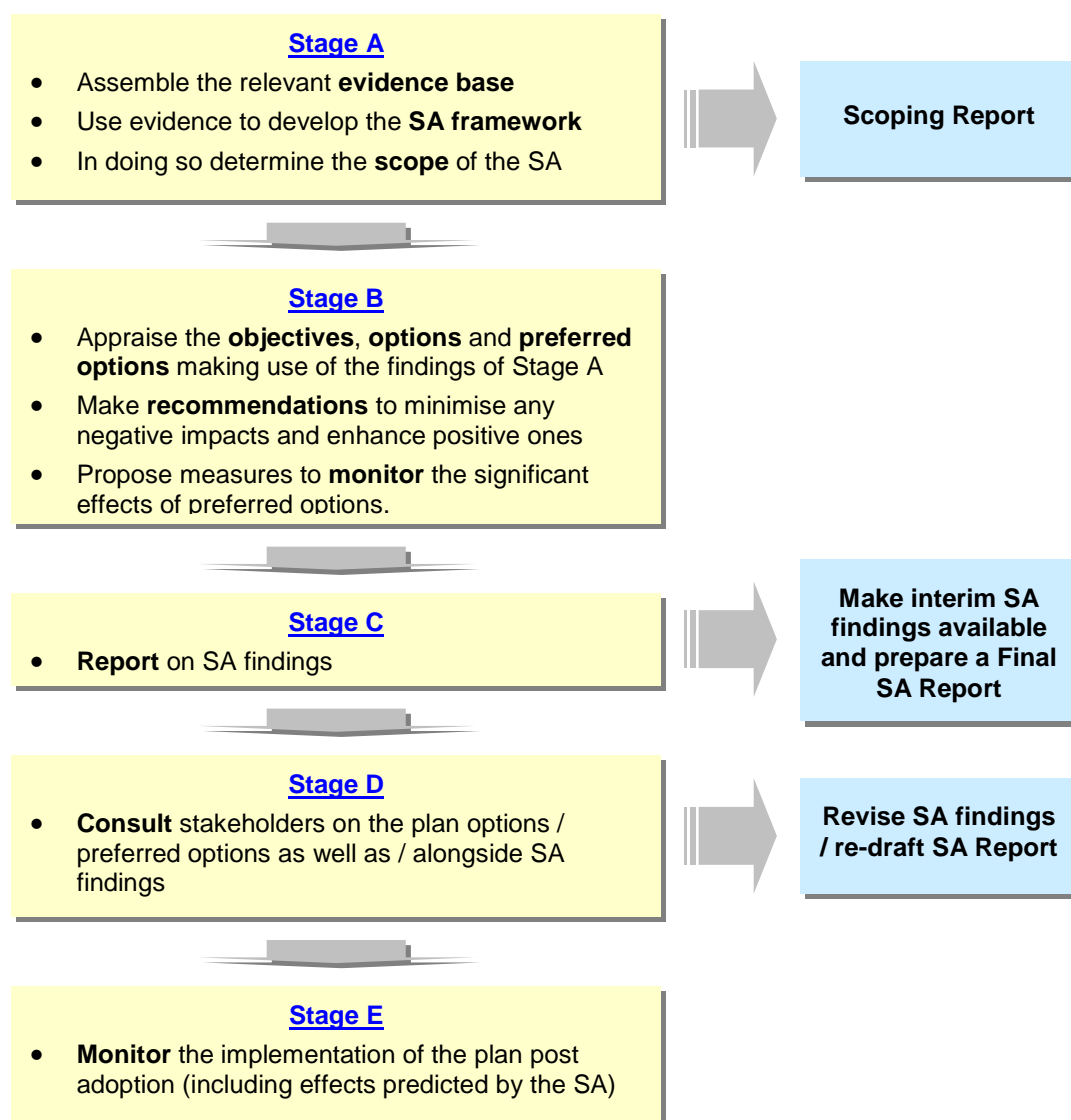 Stage A
• Assemble the relevant evidence base
• Use evidence to develop the SA framework
• In doing so determine the scope of the SA
Scoping Report
Stage B
• Appraise the objectives, options and preferred
options making use of the findings of Stage A
• Make recommendations to minimise any
negative impacts and enhance positive ones
• Propose measures to monitor the significant
effects of preferred options.
Stage C
• Report on SA findings
Make interim SA
findings available
and prepare a Final
SA Report
Stage D
• Consult stakeholders on the plan options /
preferred options as well as / alongside SA
findings
Revise SA findings
/ re-draft SA Report
Stage E
• Monitor the implementation of the plan post
adoption (including effects predicted by the SA)